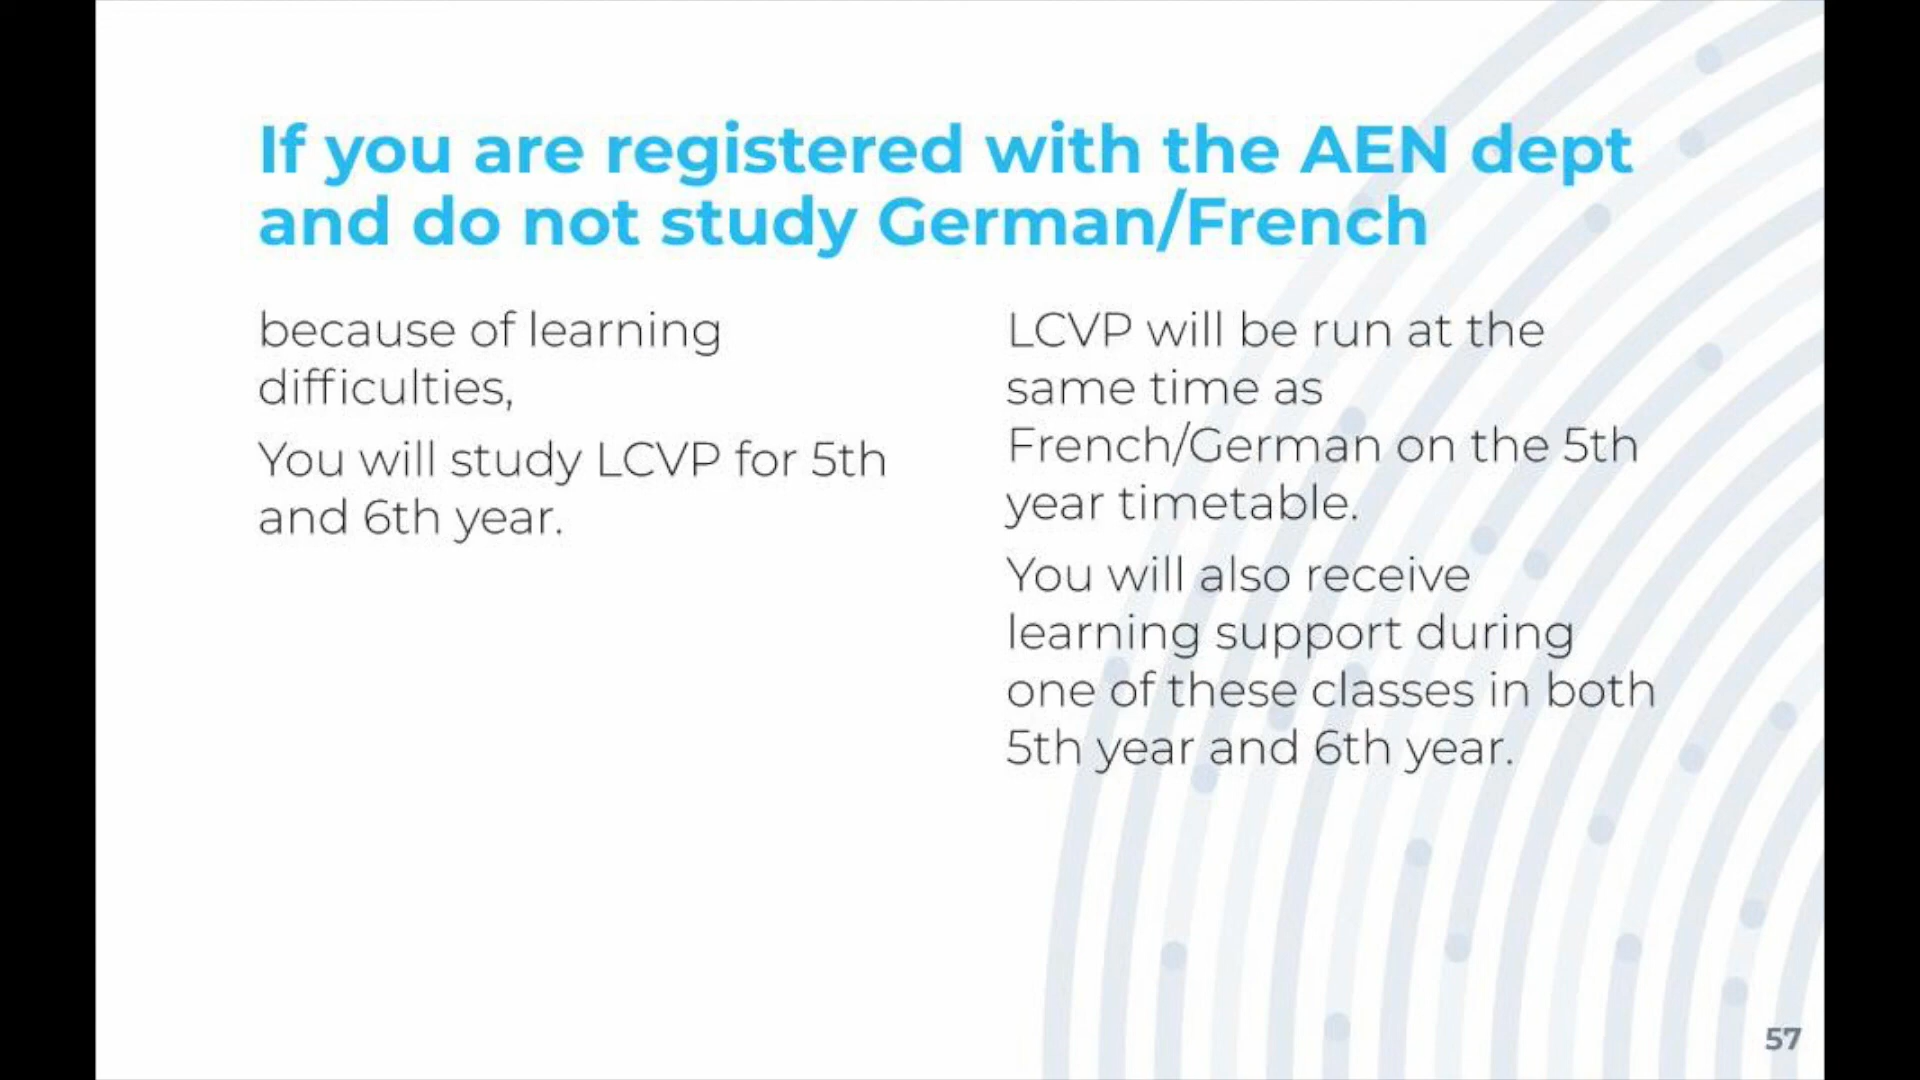 If you are registered with the AEN dept
and do not study German/French
because of learning
difficulties,
You will study LCVP for 5th
and 6th year.
LCVP will be run at the
same time as
French/German on the 5th
year timetable.
You will also receive
learning support during
one of these classes in both
5th year and 6th year.
57